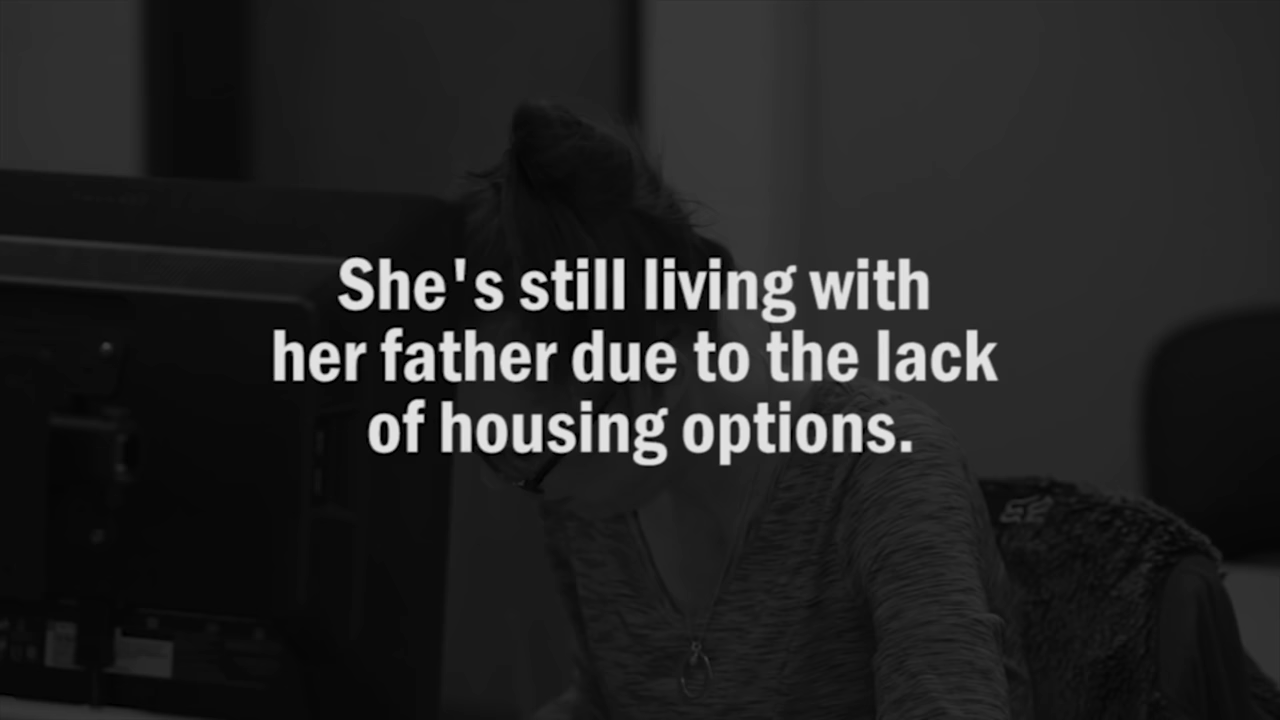 She's still living with
her father due to the lack
of housing options.